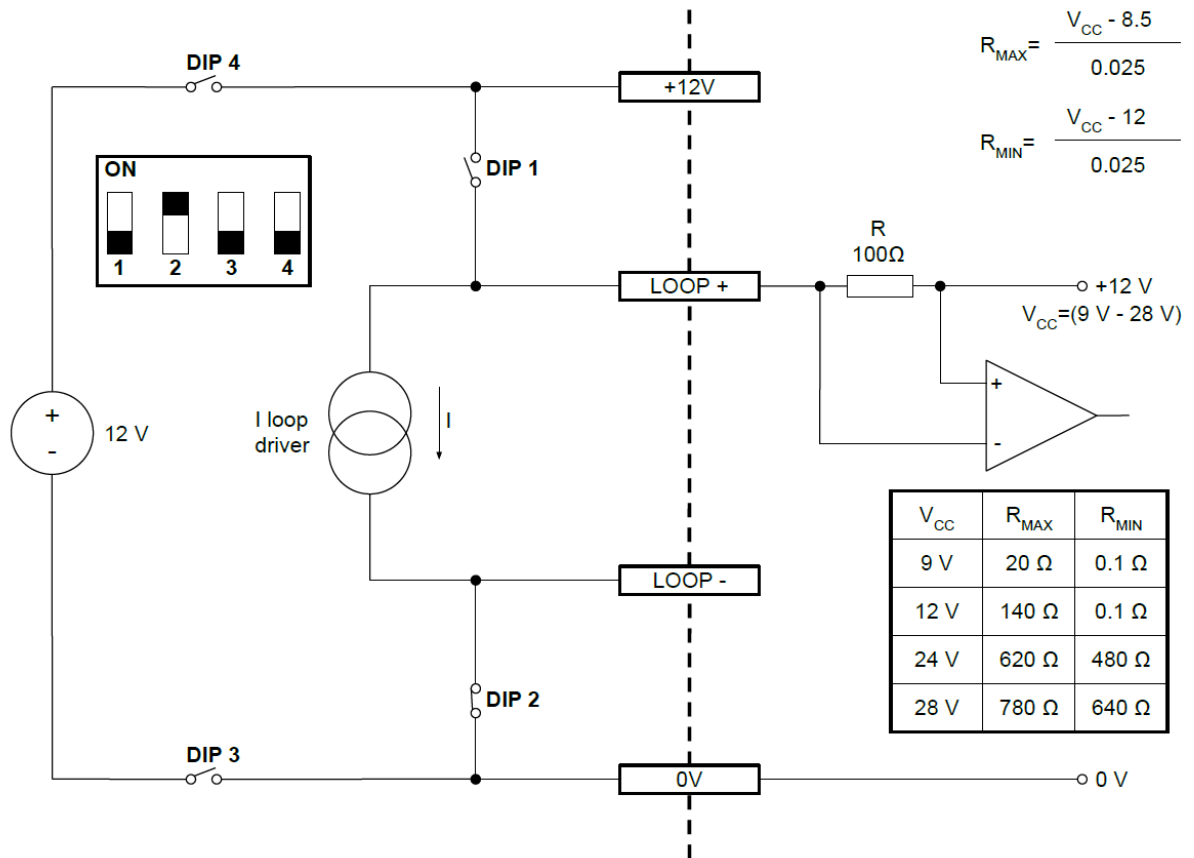 DIP 4
+12V
R_MAX = V_CC - 8.5
0.025
R_MIN = V_CC - 12
0.025
DIP 1
ON
1 2 3 4
R
100Ω
LOOP +
+12 V
V_CC=(9 V - 28 V)
+
-
+
-
12 V
I loop
driver
I
V_CC R_MAX R_MIN
9 V 20 Ω 0.1 Ω
12 V 140 Ω 0.1 Ω
24 V 620 Ω 480 Ω
28 V 780 Ω 640 Ω
LOOP -
DIP 2
DIP 3
0V
0 V